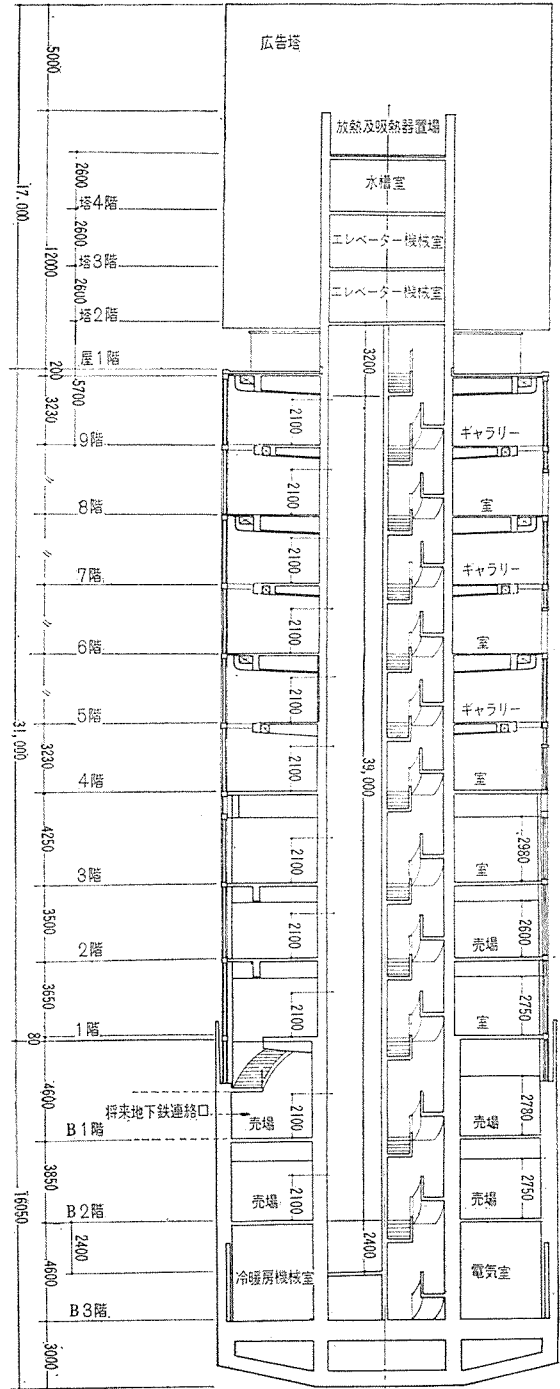 広告塔
5000
放熱及吸熱器置場
2600
水槽室
塔4階
17.000
2600
エレベーター機械室
塔3階
12000
2600
エレベーター機械室
塔2階
3200
屋1階
200
5700
3230
2100
ギャラリー
9階
〃
2100
室
8階
〃
2100
ギャラリー
7階
〃
2100
室
6階
〃
2100
ギャラリー
5階
31,000
3230
2100
39,000
室
4階
4250
2100
2980
室
3階
3500
2100
2600
売場
2階
3650
2100
2750
室
1階
80
4600
将来地下鉄連絡口
2100
売場
2780
売場
B1階
3850
2100
売場
2750
売場
16050
B2階
2400
2400
4600
冷暖房機械室
電気室
B3階
3000